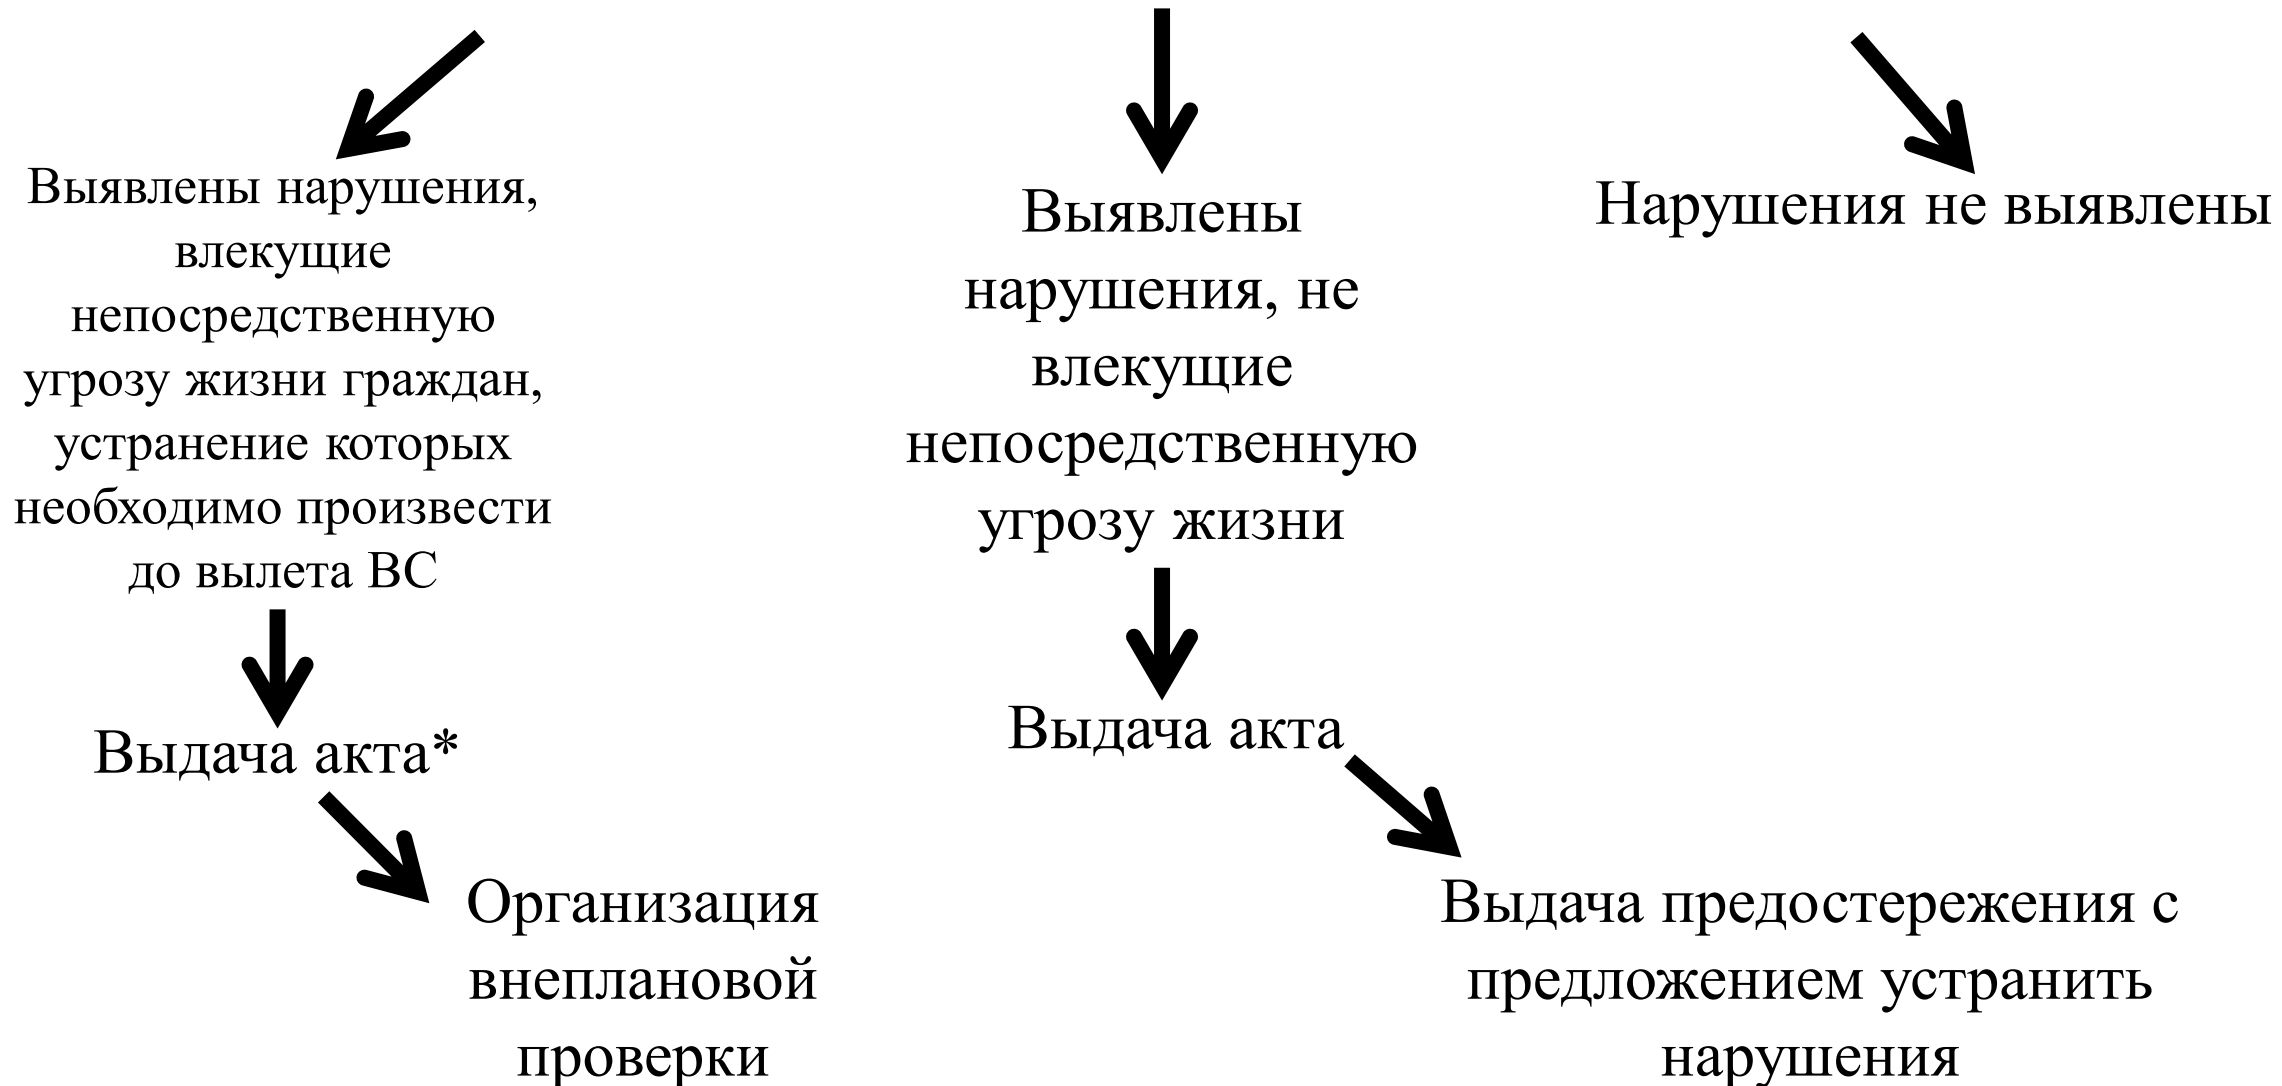 Выявлены нарушения,
влекущие
непосредственную
угрозу жизни граждан,
устранение которых
необходимо произвести
до вылета ВС
Выдача акта*
Организация
внеплановой
проверки
Выявлены
нарушения, не
влекущие
непосредственную
угрозу жизни
Выдача акта
Выдача предостережения с
предложением устранить
нарушения
Нарушения не выявлены